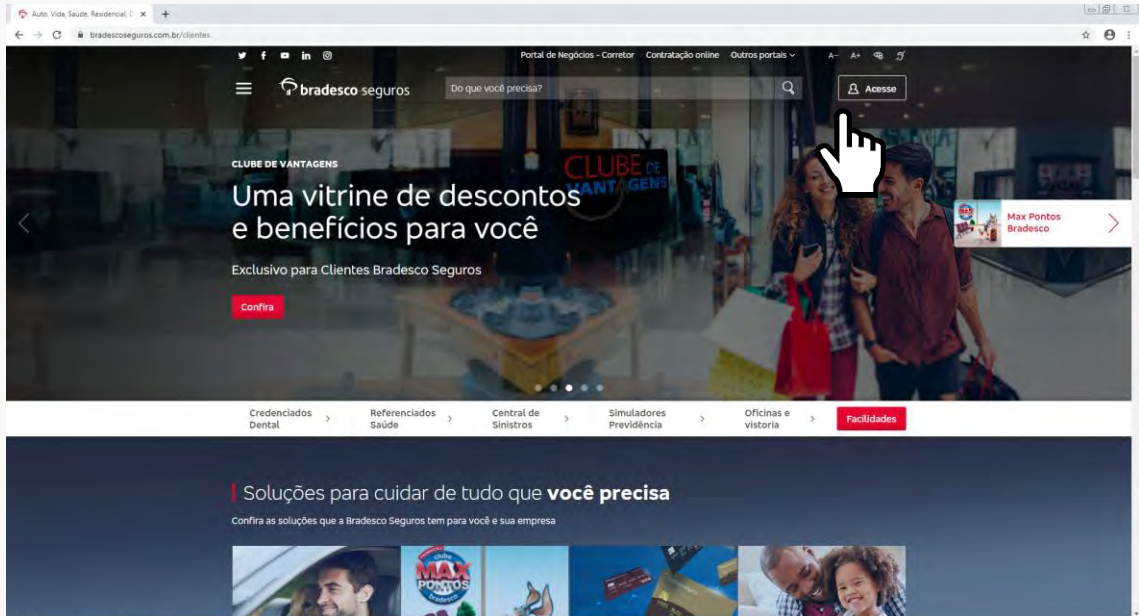 Auto, Vida, Saúde, Residencial, D
bradescoseguros.com.br/clientes
Portal de Negócios - Corretor Contratação online Outros portais A- A+
bradesco seguros
Do que você precisa?
Acesse
CLUBE DE VANTAGENS
CLUBE DE
VANTAGENS
Uma vitrine de descontos
e benefícios para você
Exclusivo para Clientes Bradesco Seguros
Confira
Max Pontos
Bradesco
Credenciados
Dental
Referenciados
Saúde
Central de
Sinistros
Simuladores
Previdência
Oficinas e
vistoria
Facilidades
Soluções para cuidar de tudo que você precisa
Confira as soluções que a Bradesco Seguros tem para você e sua empresa
clube
MAX
PONTOS
bradesco